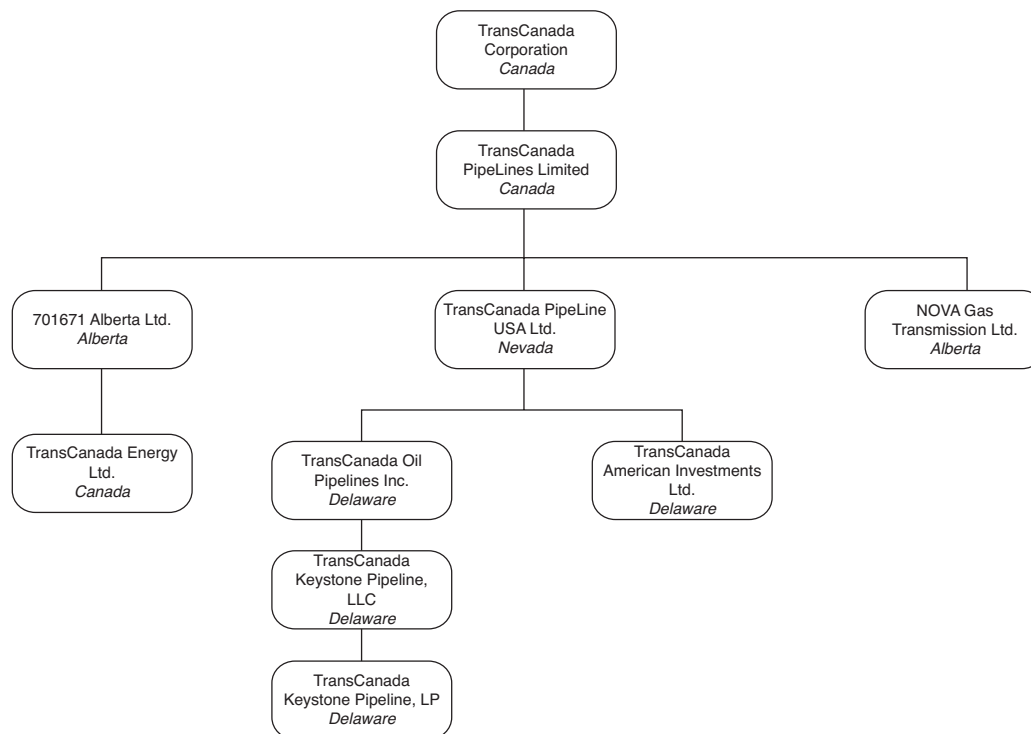 TransCanada
Corporation
Canada
TransCanada
PipeLines Limited
Canada
701671 Alberta Ltd.
Alberta
TransCanada PipeLine
USA Ltd.
Nevada
NOVA Gas
Transmission Ltd.
Alberta
TransCanada Energy
Ltd.
Canada
TransCanada Oil
Pipelines Inc.
Delaware
TransCanada
American Investments
Ltd.
Delaware
TransCanada
Keystone Pipeline,
LLC
Delaware
TransCanada
Keystone Pipeline, LP
Delaware